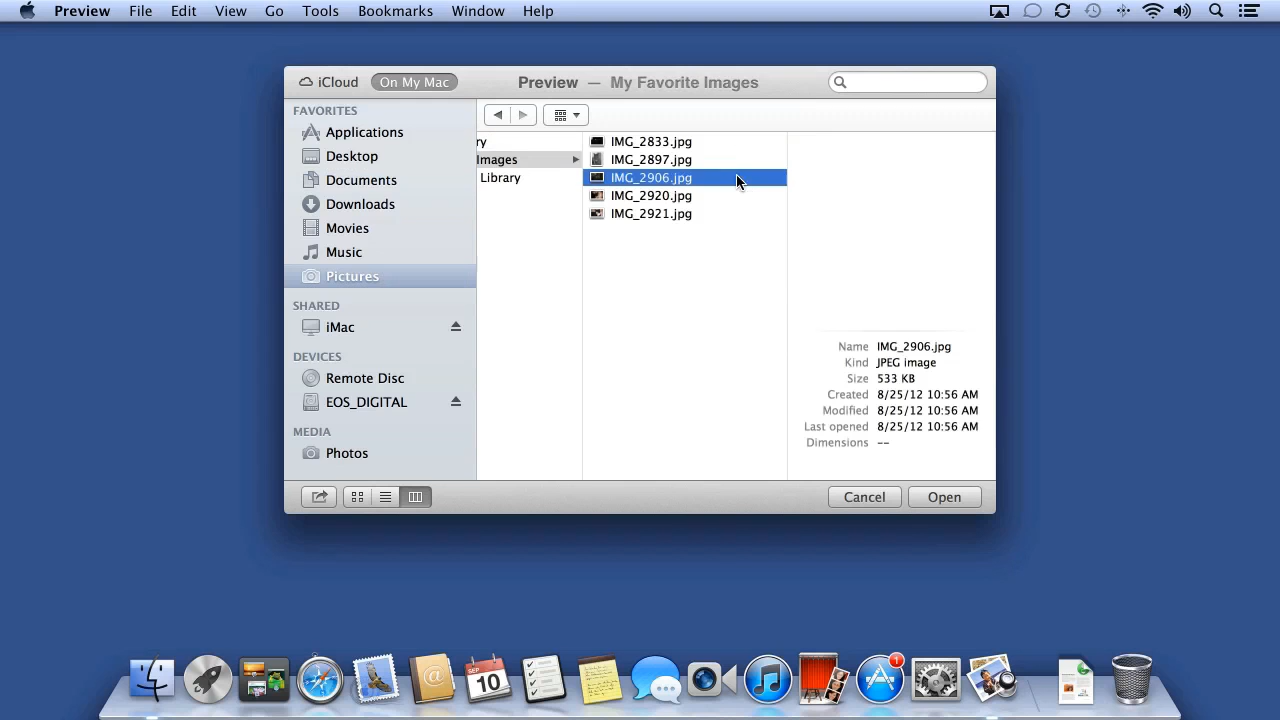 Preview File Edit View Go Tools Bookmarks Window Help
iCloud On My Mac Preview — My Favorite Images
FAVORITES
Applications
Desktop
Documents
Downloads
Movies
Music
Pictures
SHARED
iMac
DEVICES
Remote Disc
EOS_DIGITAL
MEDIA
Photos
ry
Images
Library
IMG_2833.jpg
IMG_2897.jpg
IMG_2906.jpg
IMG_2920.jpg
IMG_2921.jpg
Name IMG_2906.jpg
Kind JPEG image
Size 533 KB
Created 8/25/12 10:56 AM
Modified 8/25/12 10:56 AM
Last opened 8/25/12 10:56 AM
Dimensions --
Cancel Open
SEP
10
1